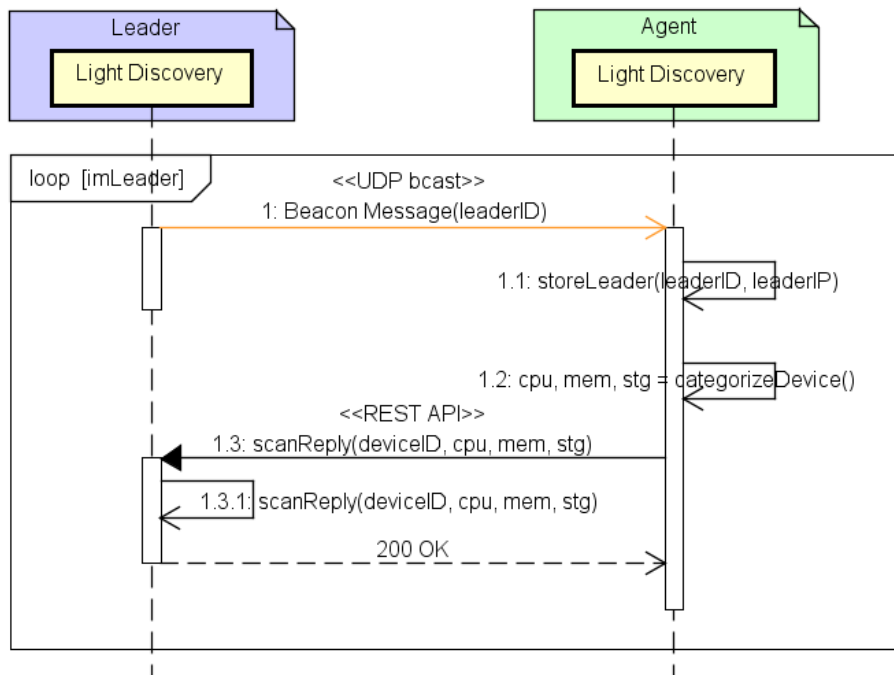 Leader
Agent
Light Discovery
Light Discovery
loop [imLeader]
<<UDP bcast>>
1: Beacon Message(leaderID)
1.1: storeLeader(leaderID, leaderIP)
1.2: cpu, mem, stg = categorizeDevice()
<<REST API>>
1.3: scanReply(deviceID, cpu, mem, stg)
1.3.1: scanReply(deviceID, cpu, mem, stg)
200 OK